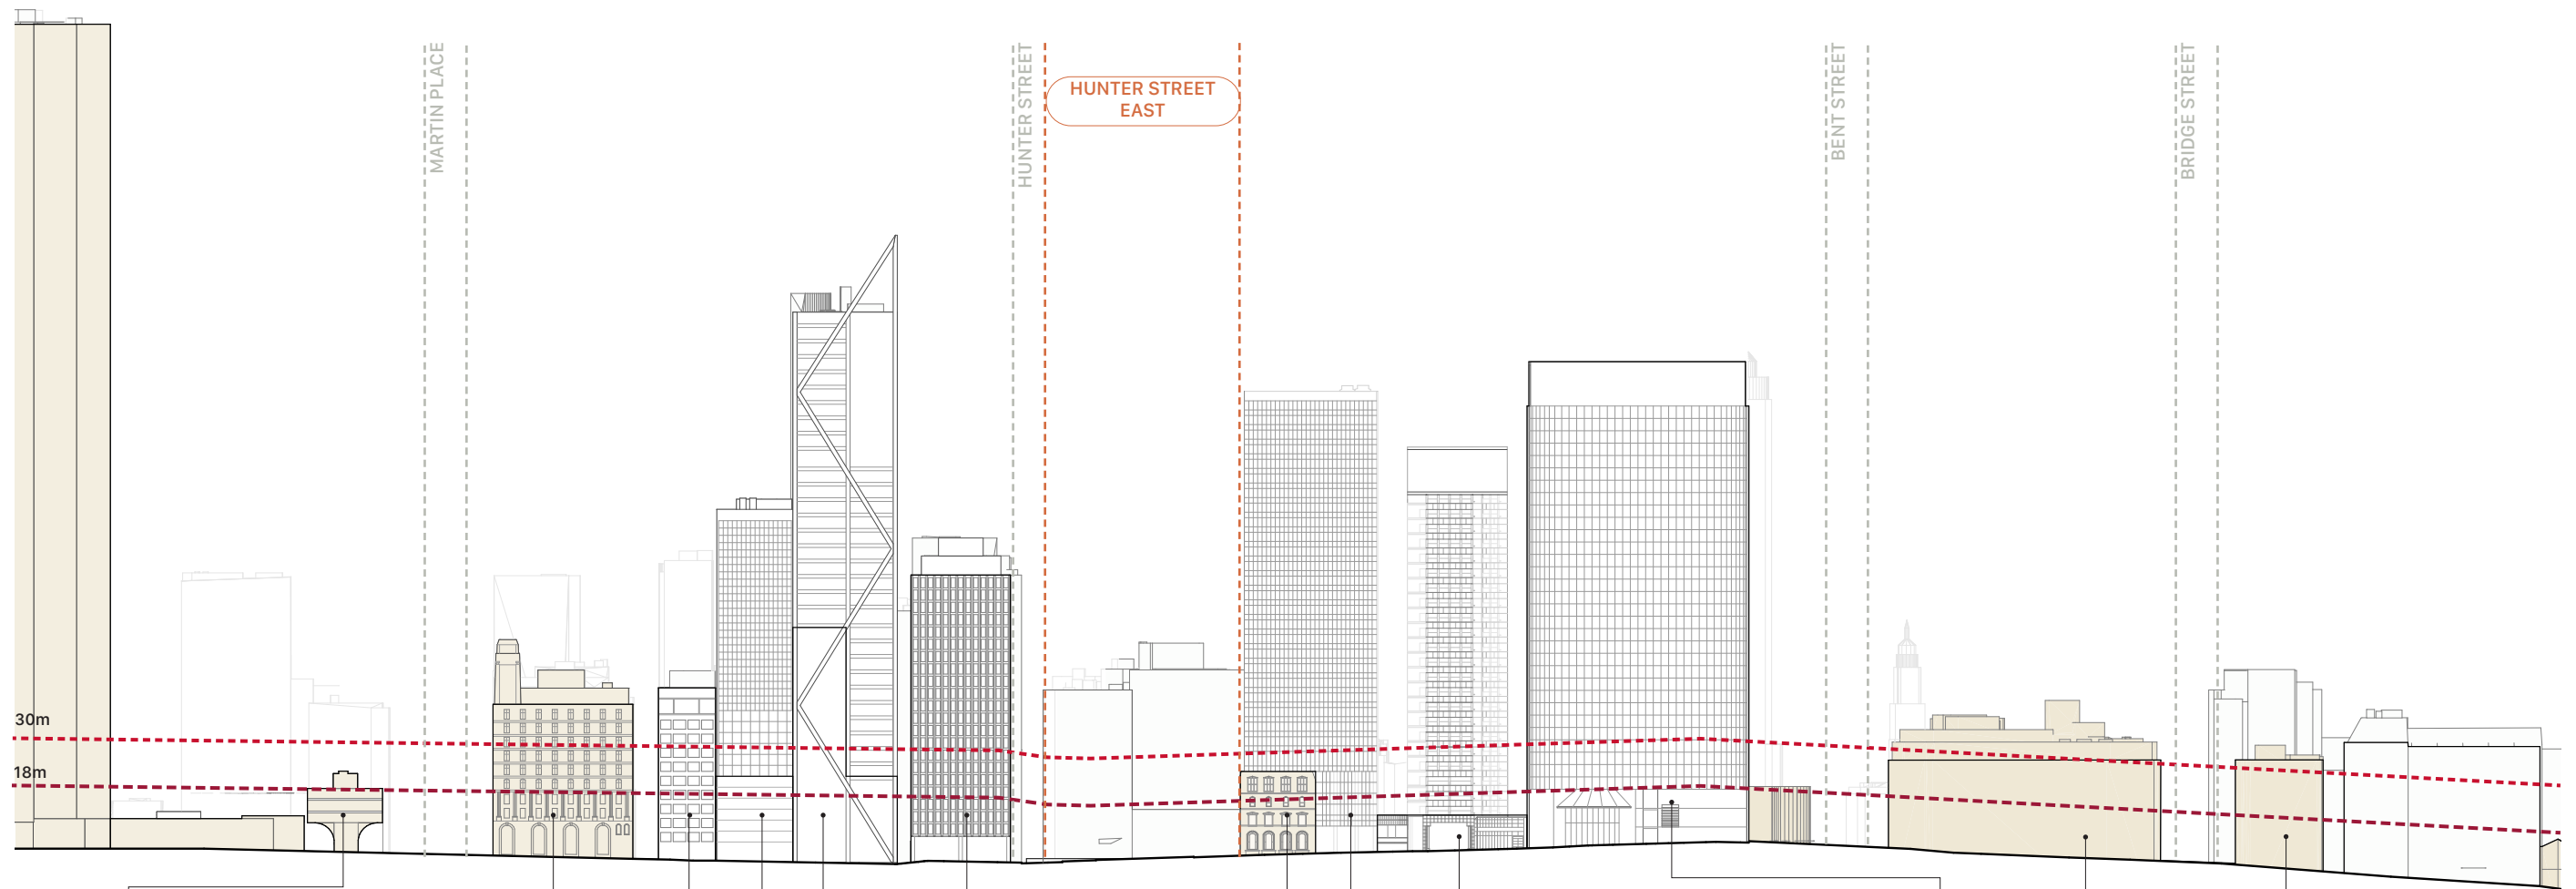 MARTIN PLACE
HUNTER STREET
HUNTER STREET
EAST
BENT STREET
BRIDGE STREET
30m
18m